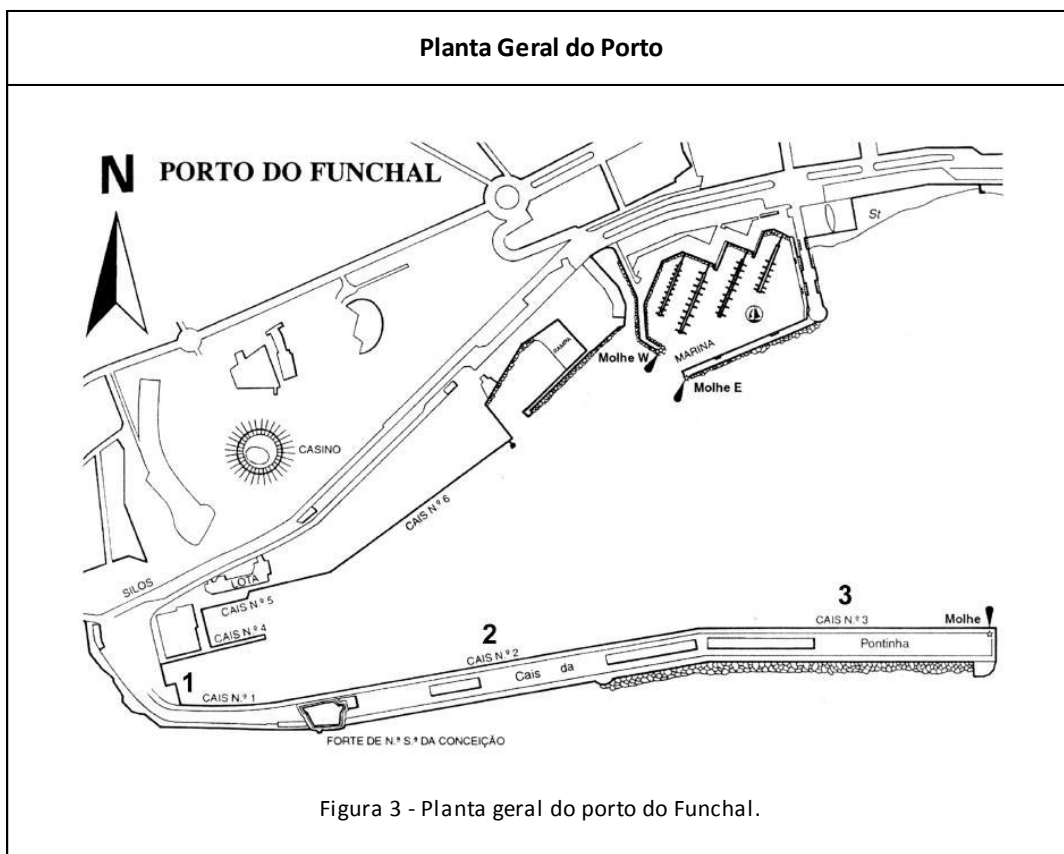 Planta Geral do Porto
N
PORTO DO FUNCHAL
St
RAMPA
Molhe W
MARINA
Molhe E
CASINO
CAIS N.º 6
SILOS
LOTA
CAIS N.º 5
CAIS N.º 4
3
CAIS N.º 3
Molhe
2
CAIS N.º 2
Pontinha
Cais da
1
CAIS N.º 1
FORTE DE N.ª S.ª DA CONCEIÇÃO
Figura 3 - Planta geral do porto do Funchal.